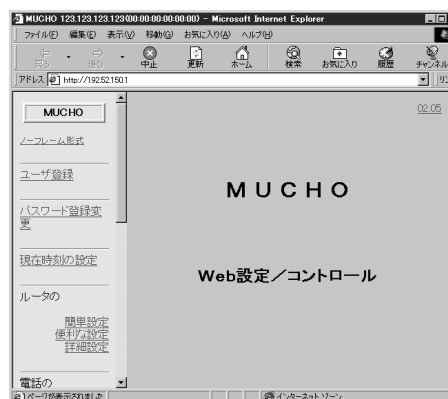 MUCHO 123.123.123.123(00:00:00:00:00:00) - Microsoft Internet Explorer
ファイル(F) 編集(E) 表示(V) 移動(G) お気に入り(A) ヘルプ(H)
戻る 進む 中止 更新 ホーム 検索 お気に入り 履歴 チャンネル
アドレス http://192.52.150.1
MUCHO
02.05
ノーフレーム形式
ユーザ登録
パスワード登録変
更
MUCHO
現在時刻の設定
Web設定／コントロール
ルータの
簡単設定
便利な設定
詳細設定
電話の
ページが表示されました
インターネット ゾーン